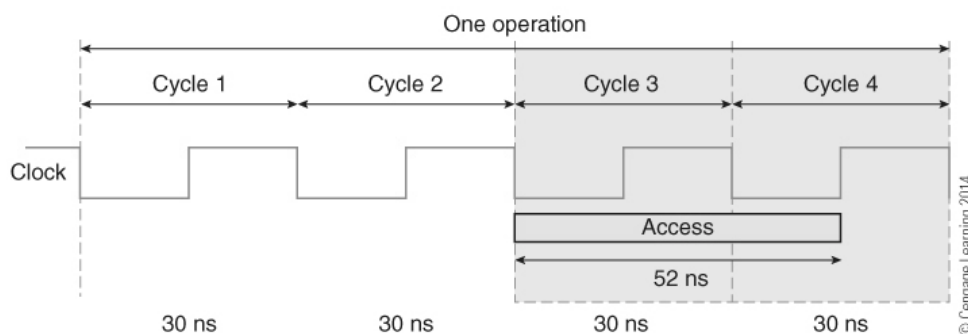 One operation
Cycle 1 Cycle 2 Cycle 3 Cycle 4
Clock
Access
52 ns
30 ns 30 ns 30 ns 30 ns
© Cengage Learning 2014